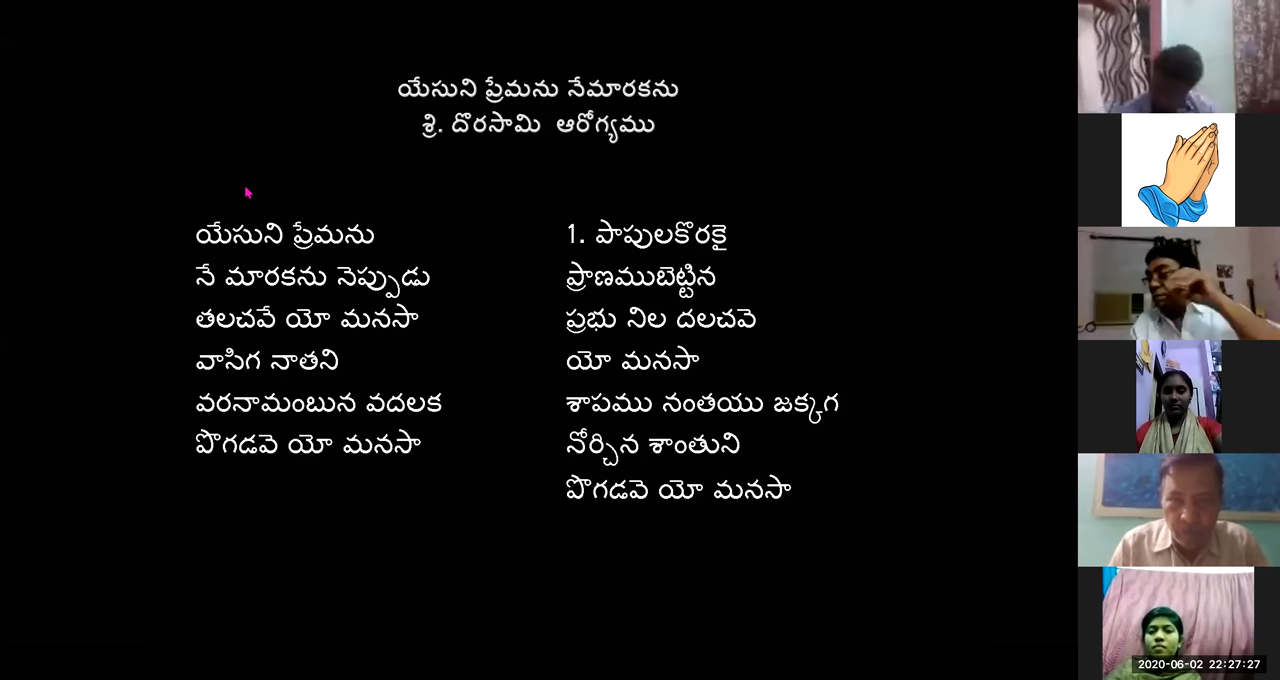 యేసుని ప్రేమను నేమారకను
శ్రి. దొరసామి ఆరోగ్యము
యేసుని ప్రేమను
నే మారకను నెప్పుడు
తలచవే యో మనసా
వాసిగ నాతని
వరనామంబున వదలక
పొగడవె యో మనసా
1. పాపులకొరకై
ప్రాణముబెట్టిన
ప్రభు నిల దలచవె
యో మనసా
శాపము నంతయు జక్కగ
నోర్చిన శాంతుని
పొగడవె యో మనసా
2020-06-02 22:27:27